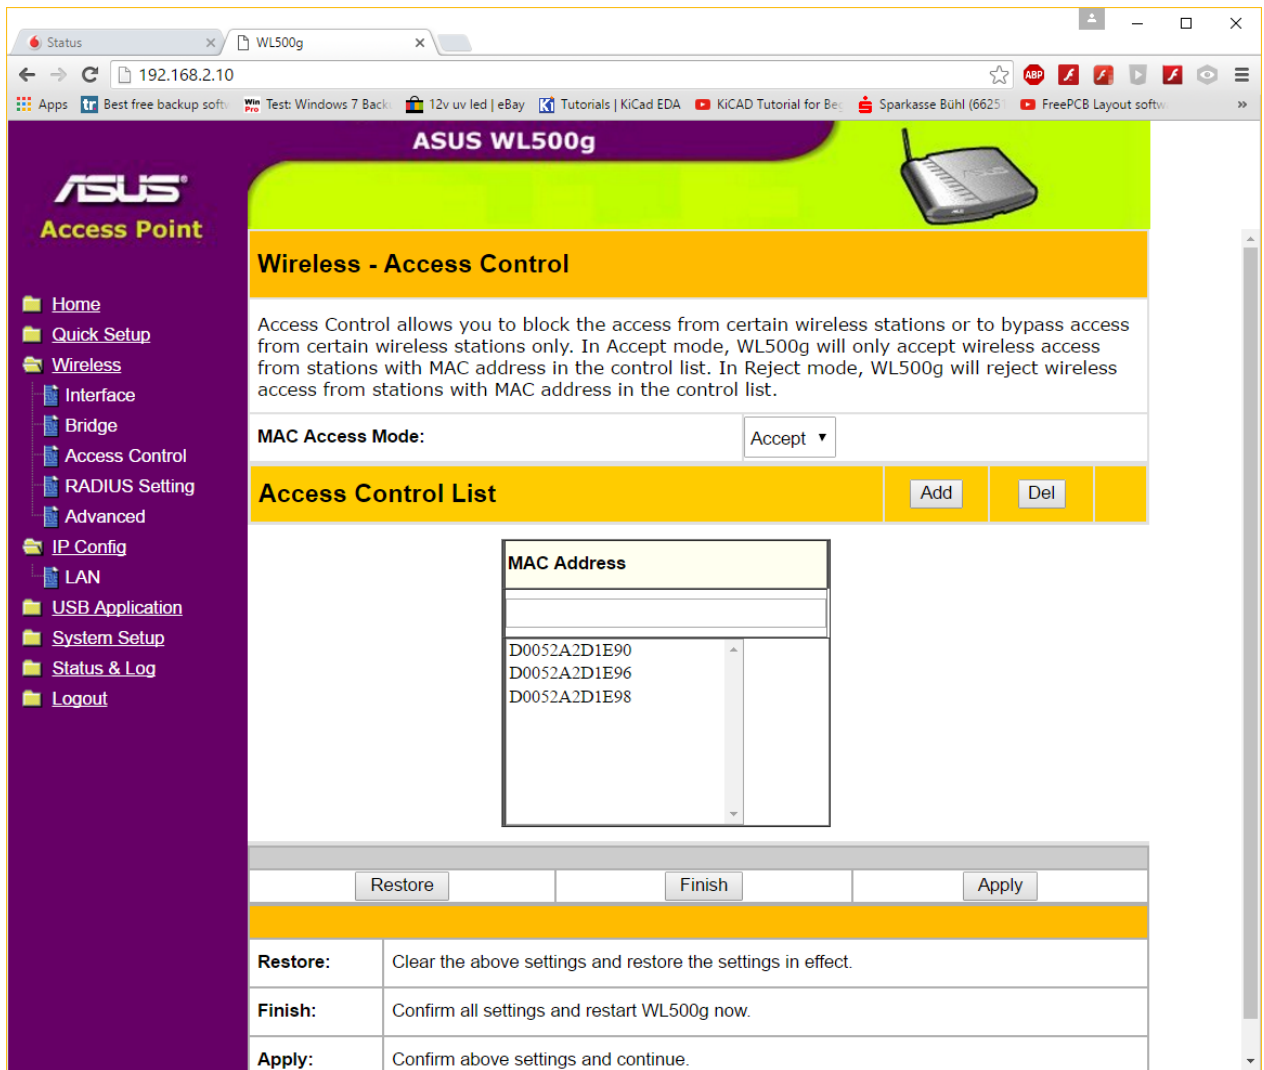 Status
WL500g
192.168.2.10
ABP
Apps
tr Best free backup softw
Win Pro Test: Windows 7 Back
12v uv led | eBay
Tutorials | KiCad EDA
KiCAD Tutorial for Beg
Sparkasse Bühl (6625
FreePCB Layout softw
»
ASUS WL500g
ASUS
Access Point
Home
Quick Setup
Wireless
Interface
Bridge
Access Control
RADIUS Setting
Advanced
IP Config
LAN
USB Application
System Setup
Status & Log
Logout
Wireless - Access Control
Access Control allows you to block the access from certain wireless stations or to bypass access
from certain wireless stations only. In Accept mode, WL500g will only accept wireless access
from stations with MAC address in the control list. In Reject mode, WL500g will reject wireless
access from stations with MAC address in the control list.
MAC Access Mode:
Accept
Access Control List
Add
Del
MAC Address
D0052A2D1E90
D0052A2D1E96
D0052A2D1E98
Restore
Finish
Apply
Restore: Clear the above settings and restore the settings in effect.
Finish: Confirm all settings and restart WL500g now.
Apply: Confirm above settings and continue.